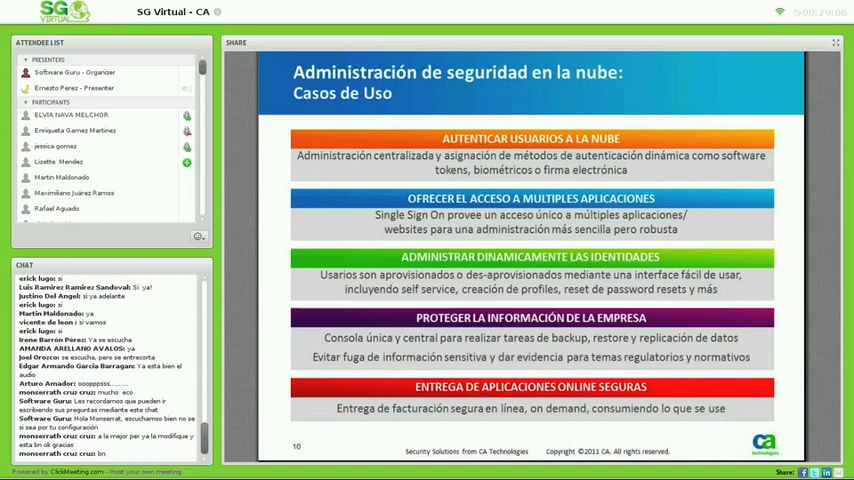 SG VIRTUAL
SG Virtual - CA
00:29:06
ATTENDEE LIST
PRESENTERS
Software Guru - Organizer
Ernesto Perez - Presenter
PARTICIPANTS
ELVIA NAVA MELCHOR
Enriqueta Gamez Martinez
jessica gomez
Lizette Mendez
Martin Maldonado
Maximiliano Juárez Ramos
Rafael Aguado
CHAT
erick lugo: si
Luis Ramirez Ramirez Sandoval: Si ya!
Justino Del Angel: si ya adelante
erick lugo: si
Martin Maldonado: ya
vicente de leon : si vamos
erick lugo: si
Irene Barrón Pérez: Ya se escucha
AMANDA ARELLANO AVALOS: ya
Joel Orozco: se escucha, pero se entrecorta
Edgar Armando García Barragan: Ya está bien el
audio
Arturo Amador: ooopppsss.........
monserrath cruz cruz: mucho eco
Software Guru: Les recordamos que pueden ir
escribiendo sus preguntas mediante este chat
Software Guru: Hola Monserrat, escuchamos bien no se
si sea por tu configuración
monserrath cruz cruz: a la mejor per ya la modifique y
esta bn ok gracias
monserrath cruz cruz: bn
SHARE
Administración de seguridad en la nube:
Casos de Uso
AUTENTICAR USUARIOS A LA NUBE
Administración centralizada y asignación de métodos de autenticación dinámica como software
tokens, biométricos o firma electrónica
OFRECER EL ACCESO A MULTIPLES APLICACIONES
Single Sign On provee un acceso único a múltiples aplicaciones/
websites para una administración más sencilla pero robusta
ADMINISTRAR DINAMICAMENTE LAS IDENTIDADES
Usarios son aprovisionados o des-aprovisionados mediante una interface fácil de usar,
incluyendo self service, creación de profiles, reset de password resets y más
PROTEGER LA INFORMACIÓN DE LA EMPRESA
Consola única y central para realizar tareas de backup, restore y replicación de datos
Evitar fuga de información sensitiva y dar evidencia para temas regulatorios y normativos
ENTREGA DE APLICACIONES ONLINE SEGURAS
Entrega de facturación segura en línea, on demand, consumiendo lo que se use
10
Security Solutions from CA Technologies Copyright ©2011 CA. All rights reserved.
ca
technologies
Powered by ClickMeeting.com - Host your own meeting.
Share: